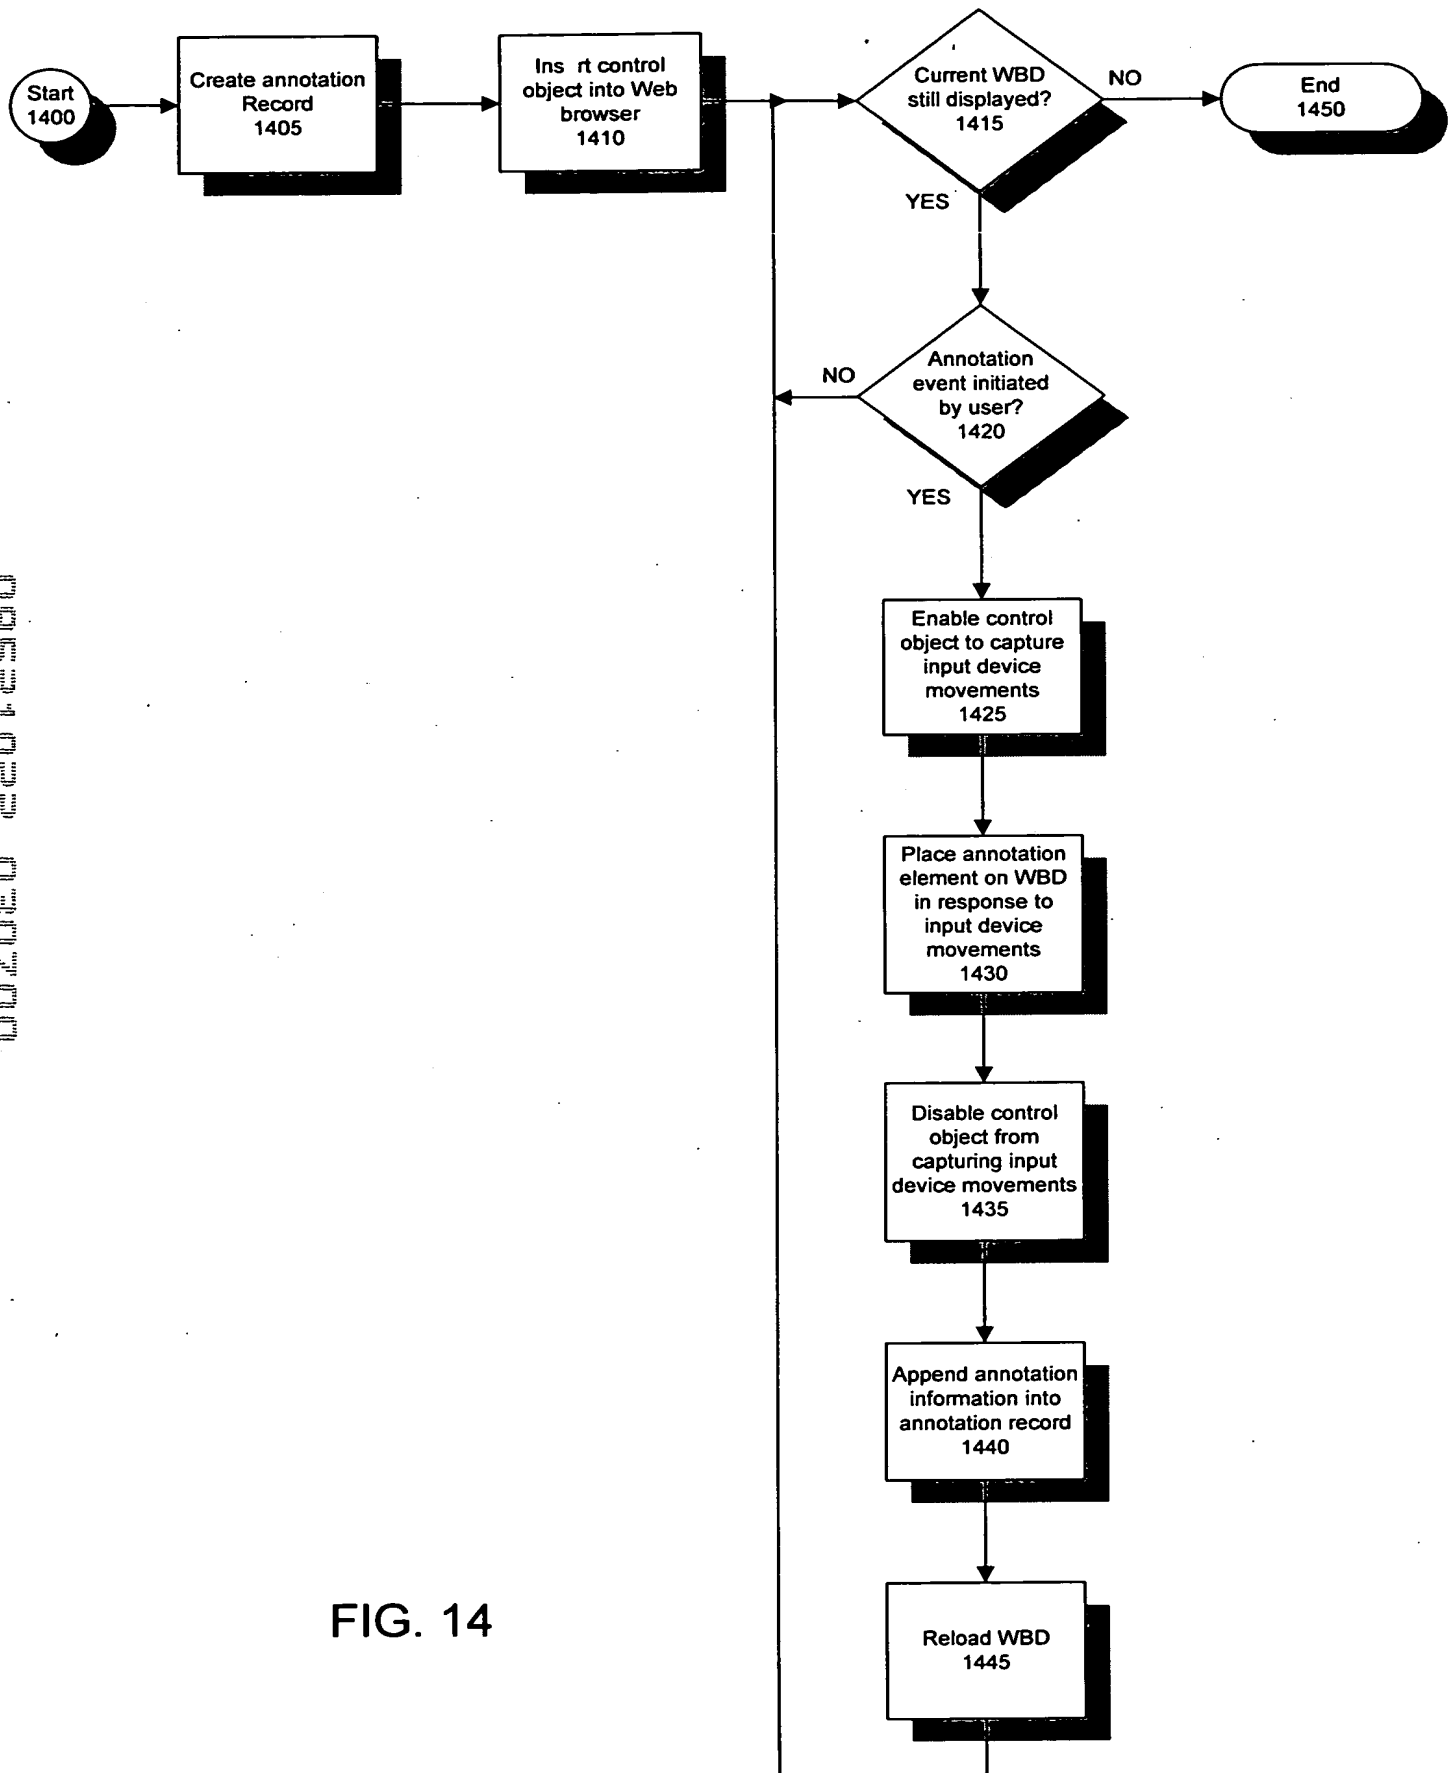 Start
1400
Create annotation
Record
1405
Ins rt control
object into Web
browser
1410
Current WBD
still displayed?
1415
NO
End
1450
YES
Annotation
event initiated
by user?
1420
NO
YES
Enable control
object to capture
input device
movements
1425
Place annotation
element on WBD
in response to
input device
movements
1430
Disable control
object from
capturing input
device movements
1435
Append annotation
information into
annotation record
1440
Reload WBD
1445
FIG. 14